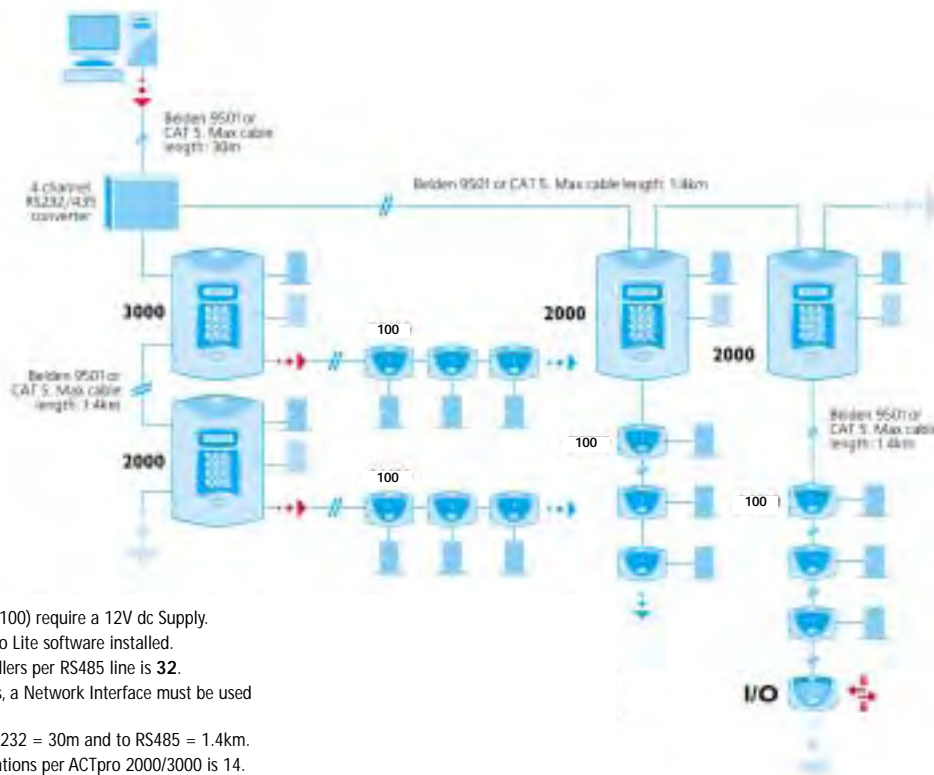 Belden 9501 or
CAT 5. Max cable
length: 30m
4 channel
RS232/485
converter
Belden 9501 or CAT 5. Max cable length: 1.4km
3000
100
2000
2000
Belden 9501 or
CAT 5. Max cable
length: 1.4km
2000
100
100
100
Belden 9501 or
CAT 5. Max cable
length: 1.4km
I/O
100) require a 12V dc Supply.
o Lite software installed.
llers per RS485 line is 32.
s, a Network Interface must be used
232 = 30m and to RS485 = 1.4km.
ations per ACTpro 2000/3000 is 14.